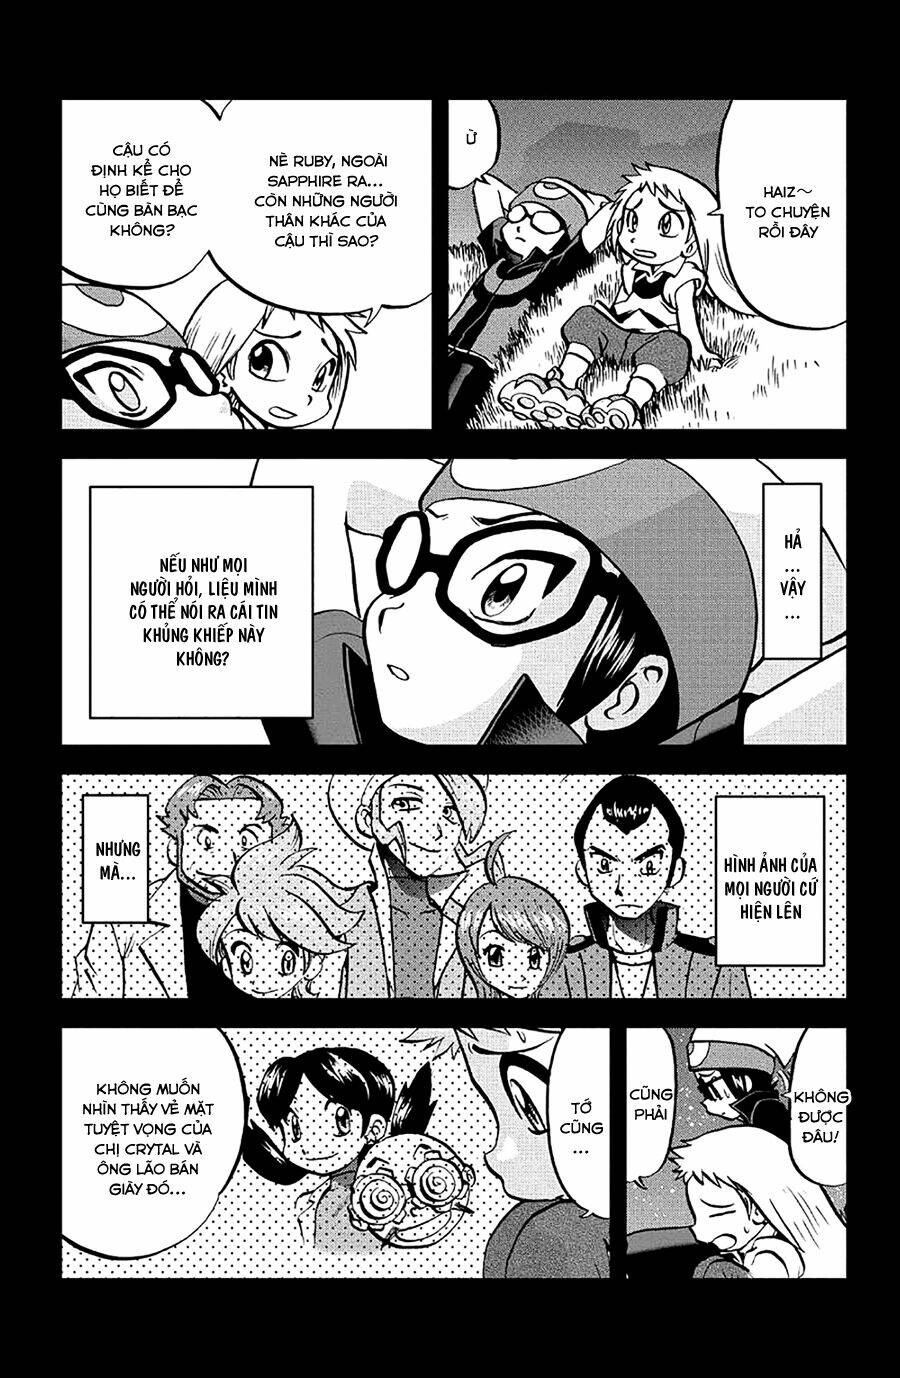 HAIZ~
TO CHUYỆN
RỒI ĐÂY
Ừ
NÈ RUBY, NGOÀI
SAPPHIRE RA...
CÒN NHỮNG NGƯỜI
THÂN KHÁC CỦA
CẬU THÌ SAO?
CẬU CÓ
ĐỊNH KỂ CHO
HỌ BIẾT ĐỂ
CÙNG BÀN BẠC
KHÔNG?
HẢ
...
VẬY
...
NẾU NHƯ MỌI
NGƯỜI HỎI, LIỆU MÌNH
CÓ THỂ NÓI RA CÁI TIN
KHỦNG KHIẾP NÀY
KHÔNG?
HÌNH ẢNH CỦA
MỌI NGƯỜI CỨ
HIỆN LÊN
NHƯNG
MÀ...
KHÔNG
ĐƯỢC
ĐÂU!
CŨNG
PHẢI
TỚ
CŨNG
...
KHÔNG MUỐN
NHÌN THẤY VẺ MẶT
TUYỆT VỌNG CỦA
CHỊ CRYTAL VÀ
ÔNG LÃO BÁN
GIÀY ĐÓ...